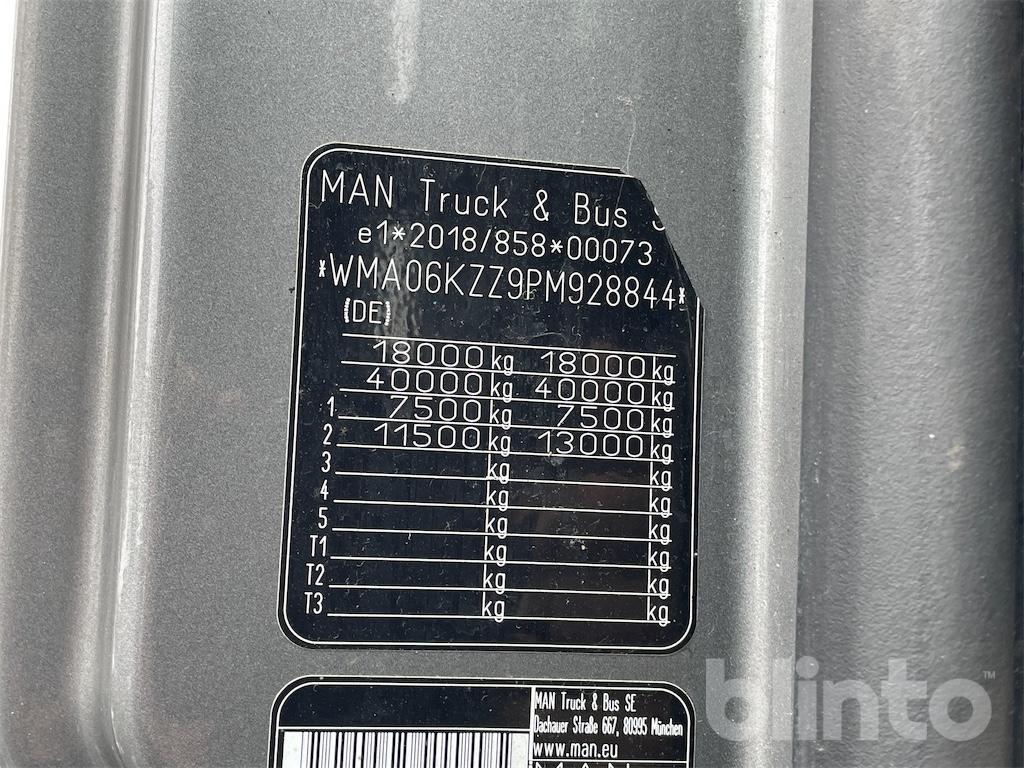 MAN Truck & Bus
e1*2018/858*00073
*WMA06KZZ9PM928844*
(DE)
18000 kg 18000 kg
40000 kg 40000 kg
1 7500 kg 7500 kg
2 11500 kg 13000 kg
3 kg kg
4 kg kg
5 kg kg
T1 kg kg
T2 kg kg
T3 kg kg
MAN Truck & Bus SE
Dachauer Straße 667, 80995 München
www.man.eu
blinto™